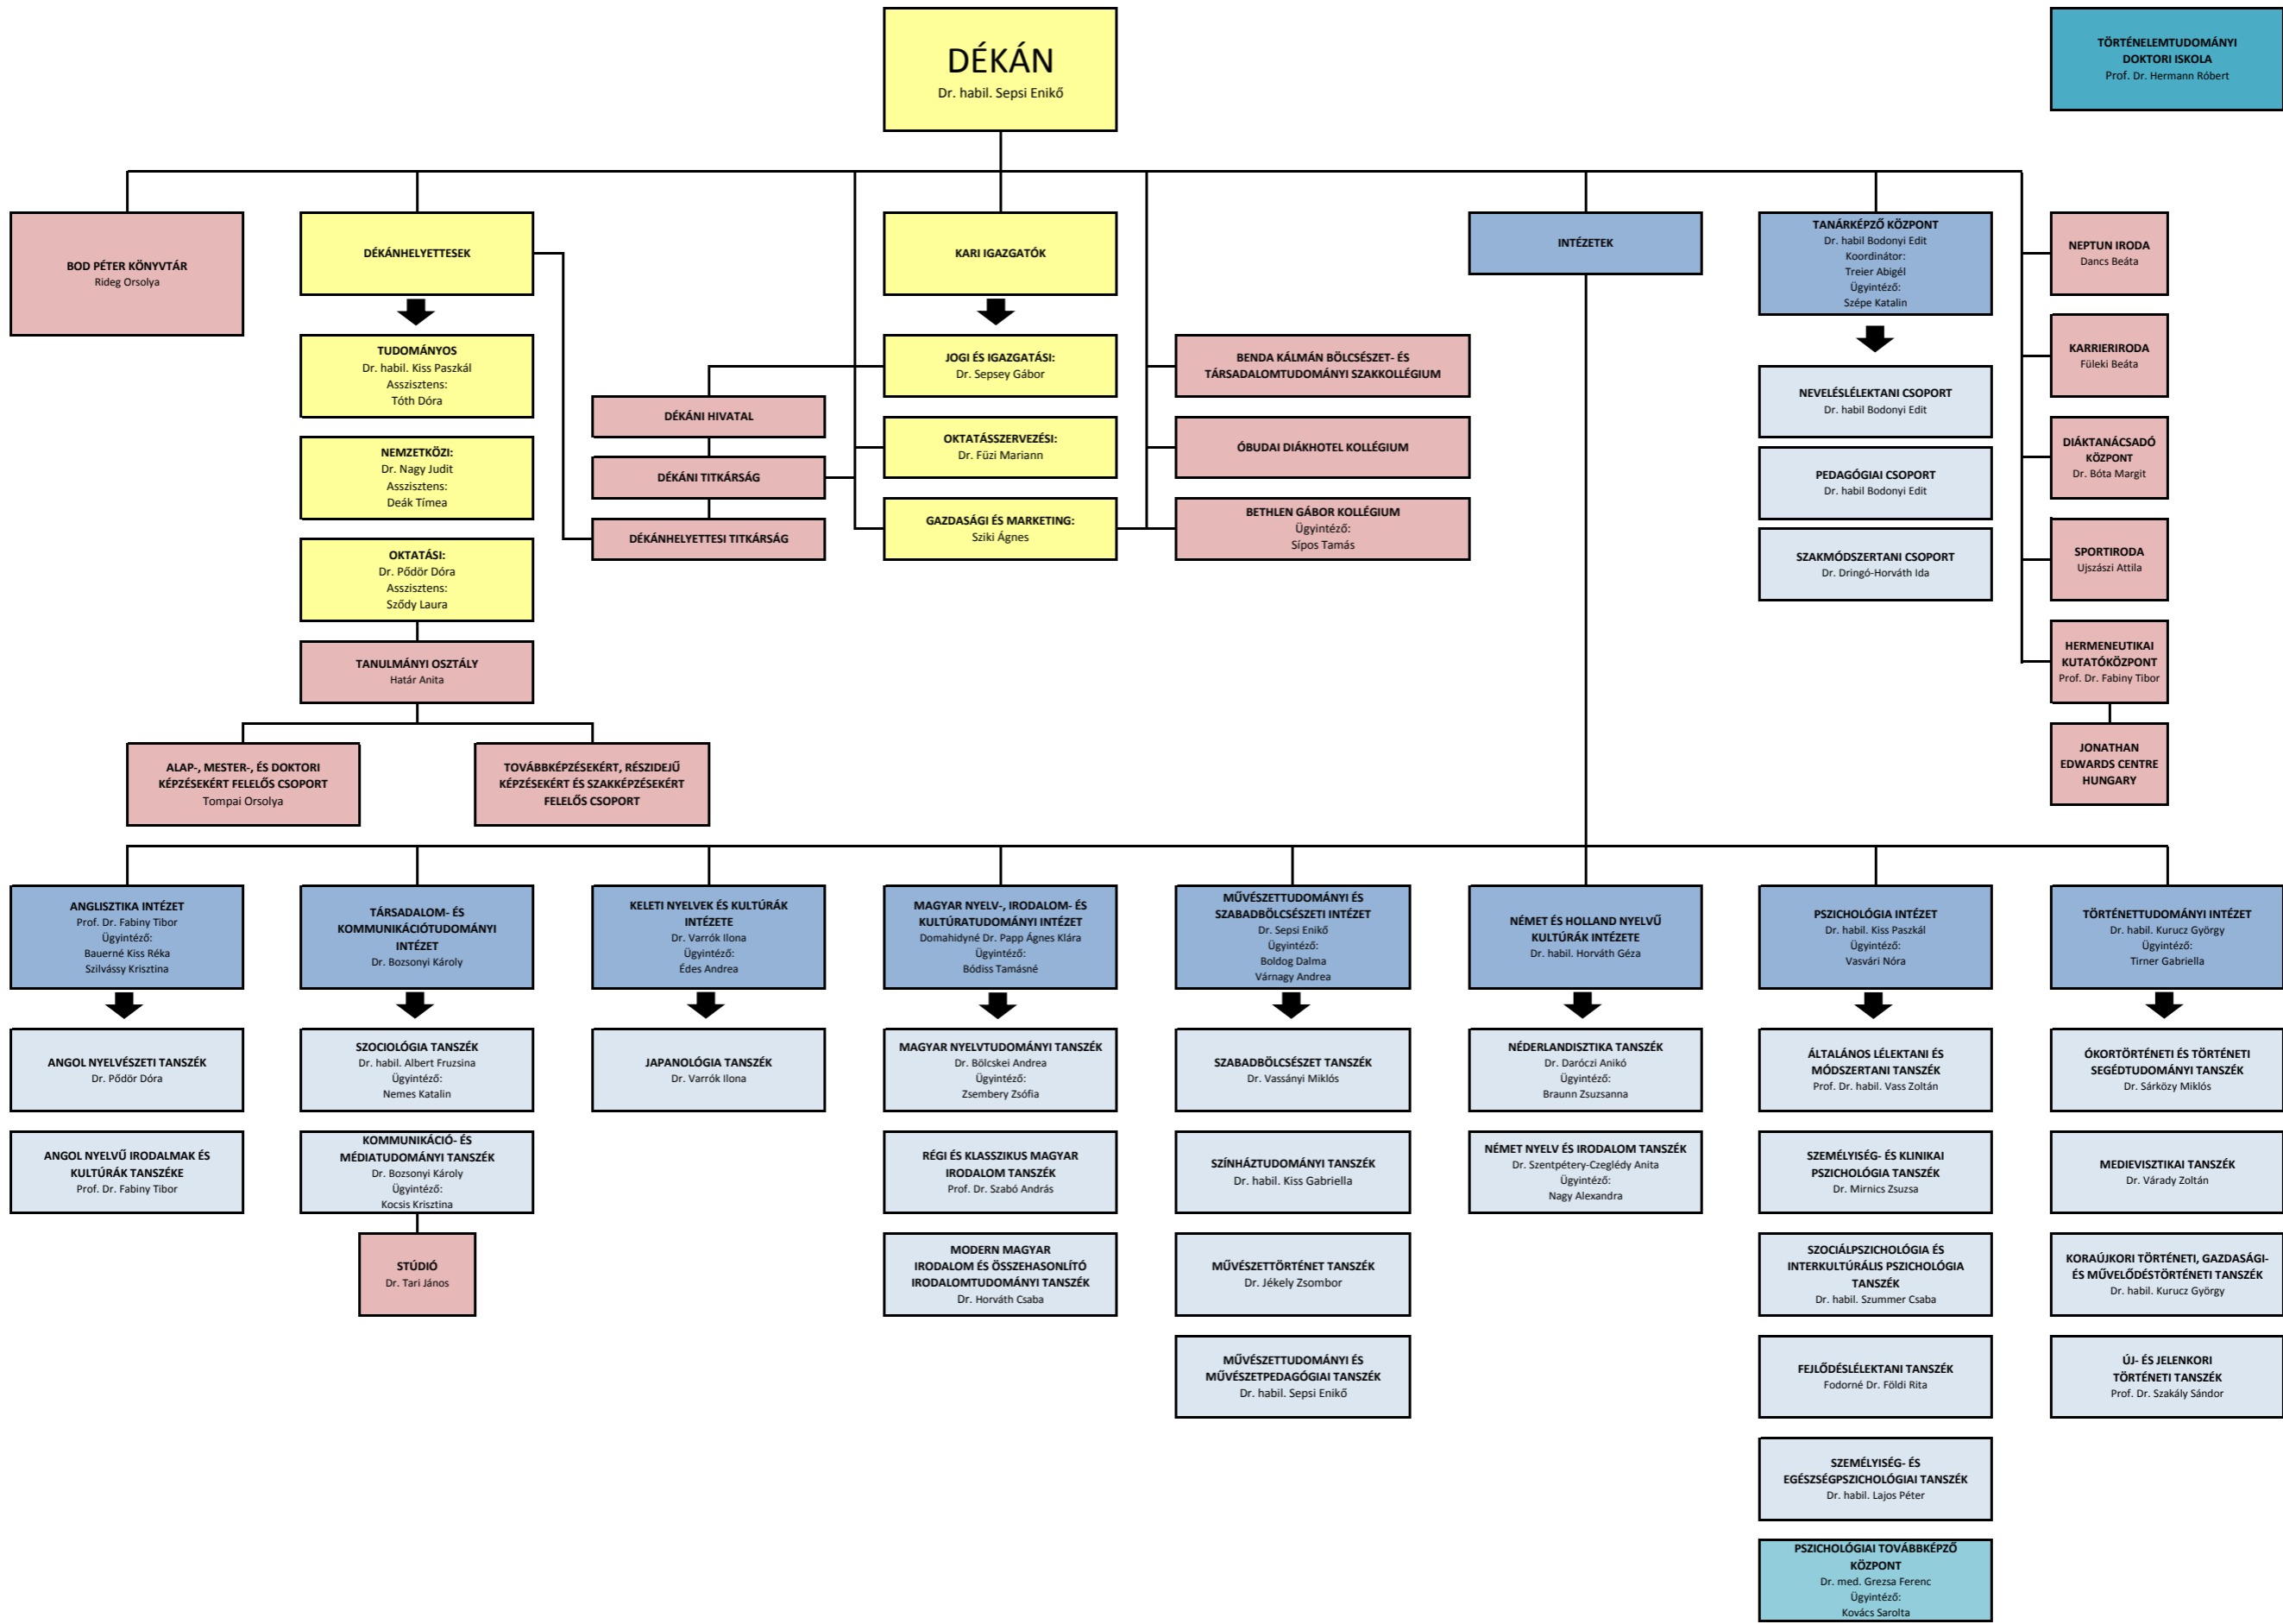 DÉKÁN
Dr. habil. Sepsi Enikő
TÖRTÉNELEMTUDOMÁNYI
DOKTORI ISKOLA
Prof. Dr. Hermann Róbert
BOD PÉTER KÖNYVTÁR
Rideg Orsolya
DÉKÁNHELYETTESEK
KARI IGAZGATÓK
INTÉZETEK
TANÁRKÉPZŐ KÖZPONT
Dr. habil Bodonyi Edit
Koordinátor:
Treier Abigél
Ügyintéző:
Szépe Katalin
NEPTUN IRODA
Dancs Beáta
TUDOMÁNYOS
Dr. habil. Kiss Paszkál
Asszisztens:
Tóth Dóra
NEMZETKÖZI:
Dr. Nagy Judit
Asszisztens:
Deák Tímea
OKTATÁSI:
Dr. Pődör Dóra
Asszisztens:
Sződy Laura
TANULMÁNYI OSZTÁLY
Határ Anita
ALAP-, MESTER-, ÉS DOKTORI
KÉPZÉSEKÉRT FELELŐS CSOPORT
Tompai Orsolya
TOVÁBBKÉPZÉSEKÉRT, RÉSZIDEJŰ
KÉPZÉSEKÉRT ÉS SZAKKÉPZÉSEKÉRT
FELELŐS CSOPORT
DÉKÁNI HIVATAL
DÉKÁNI TITKÁRSÁG
DÉKÁNHELYETTESI TITKÁRSÁG
JOGI ÉS IGAZGATÁSI:
Dr. Sepsey Gábor
OKTATÁSSZERVEZÉSI:
Dr. Füzi Mariann
GAZDASÁGI ÉS MARKETING:
Sziki Ágnes
BENDA KÁLMÁN BÖLCSÉSZET- ÉS
TÁRSADALOMTUDOMÁNYI SZAKKOLLÉGIUM
ÓBUDAI DIÁKHOTEL KOLLÉGIUM
BETHLEN GÁBOR KOLLÉGIUM
Ügyintéző:
Sípos Tamás
NEVELÉSLÉLEKTANI CSOPORT
Dr. habil Bodonyi Edit
PEDAGÓGIAI CSOPORT
Dr. habil Bodonyi Edit
SZAKMÓDSZERTANI CSOPORT
Dr. Dringó-Horváth Ida
KARRIERIRODA
Füleki Beáta
DIÁKTANÁCSADÓ
KÖZPONT
Dr. Bóta Margit
SPORTIRODA
Ujszászi Attila
HERMENEUTIKAI
KUTATÓKÖZPONT
Prof. Dr. Fabiny Tibor
JONATHAN
EDWARDS CENTRE
HUNGARY
ANGLISZTIKA INTÉZET
Prof. Dr. Fabiny Tibor
Ügyintéző:
Bauerné Kiss Réka
Szilvássy Krisztina
ANGOL NYELVÉSZETI TANSZÉK
Dr. Pődör Dóra
ANGOL NYELVŰ IRODALMAK ÉS
KULTÚRÁK TANSZÉKE
Prof. Dr. Fabiny Tibor
TÁRSADALOM- ÉS
KOMMUNIKÁCIÓTUDOMÁNYI
INTÉZET
Dr. Bozsonyi Károly
SZOCIOLÓGIA TANSZÉK
Dr. habil. Albert Fruzsina
Ügyintéző:
Nemes Katalin
KOMMUNIKÁCIÓ- ÉS
MÉDIATUDOMÁNYI TANSZÉK
Dr. Bozsonyi Károly
Ügyintéző:
Kocsis Krisztina
STÚDIÓ
Dr. Tari János
KELETI NYELVEK ÉS KULTÚRÁK
INTÉZETE
Dr. Varrók Ilona
Ügyintéző:
Édes Andrea
JAPANOLÓGIA TANSZÉK
Dr. Varrók Ilona
MAGYAR NYELV-, IRODALOM- ÉS
KULTÚRATUDOMÁNYI INTÉZET
Domahidyné Dr. Papp Ágnes Klára
Ügyintéző:
Bódiss Tamásné
MAGYAR NYELVTUDOMÁNYI TANSZÉK
Dr. Bölcskei Andrea
Ügyintéző:
Zsembery Zsófia
RÉGI ÉS KLASSZIKUS MAGYAR
IRODALOM TANSZÉK
Prof. Dr. Szabó András
MODERN MAGYAR
IRODALOM ÉS ÖSSZEHASONLÍTÓ
IRODALOMTUDOMÁNYI TANSZÉK
Dr. Horváth Csaba
MŰVÉSZETTUDOMÁNYI ÉS
SZABADBÖLCSÉSZETI INTÉZET
Dr. Sepsi Enikő
Ügyintéző:
Boldog Dalma
Várnagy Andrea
SZABADBÖLCSÉSZET TANSZÉK
Dr. Vassányi Miklós
SZÍNHÁZTUDOMÁNYI TANSZÉK
Dr. habil. Kiss Gabriella
MŰVÉSZETTÖRTÉNET TANSZÉK
Dr. Jékely Zsombor
MŰVÉSZETTUDOMÁNYI ÉS
MŰVÉSZETPEDAGÓGIAI TANSZÉK
Dr. habil. Sepsi Enikő
NÉMET ÉS HOLLAND NYELVŰ
KULTÚRÁK INTÉZETE
Dr. habil. Horváth Géza
NÉDERLANDISZTIKA TANSZÉK
Dr. Daróczi Anikó
Ügyintéző:
Braunn Zsuzsanna
NÉMET NYELV ÉS IRODALOM TANSZÉK
Dr. Szentpétery-Czeglédy Anita
Ügyintéző:
Nagy Alexandra
PSZICHOLÓGIA INTÉZET
Dr. habil. Kiss Paszkál
Ügyintéző:
Vasvári Nóra
ÁLTALÁNOS LÉLEKTANI ÉS
MÓDSZERTANI TANSZÉK
Prof. Dr. habil. Vass Zoltán
SZEMÉLYISÉG- ÉS KLINIKAI
PSZICHOLÓGIA TANSZÉK
Dr. Mirnics Zsuzsa
SZOCIÁLPSZICHOLÓGIA ÉS
INTERKULTÚRÁLIS PSZICHOLÓGIA
TANSZÉK
Dr. habil. Szummer Csaba
FEJLŐDÉSLÉLEKTANI TANSZÉK
Fodorné Dr. Földi Rita
SZEMÉLYISÉG- ÉS
EGÉSZSÉGPSZICHOLÓGIAI TANSZÉK
Dr. habil. Lajos Péter
PSZICHOLÓGIAI TOVÁBBKÉPZŐ
KÖZPONT
Dr. med. Grezsa Ferenc
Ügyintéző:
Kovács Sarolta
TÖRTÉNETTUDOMÁNYI INTÉZET
Dr. habil. Kurucz György
Ügyintéző:
Tirner Gabriella
ÓKORTÖRTÉNETI ÉS TÖRTÉNETI
SEGÉDTUDOMÁNYI TANSZÉK
Dr. Sárközy Miklós
MEDIEVISZTIKAI TANSZÉK
Dr. Várady Zoltán
KORAÚJKORI TÖRTÉNETI, GAZDASÁGI-
ÉS MŰVELŐDÉSTÖRTÉNETI TANSZÉK
Dr. habil. Kurucz György
ÚJ- ÉS JELENKORI
TÖRTÉNETI TANSZÉK
Prof. Dr. Szakály Sándor